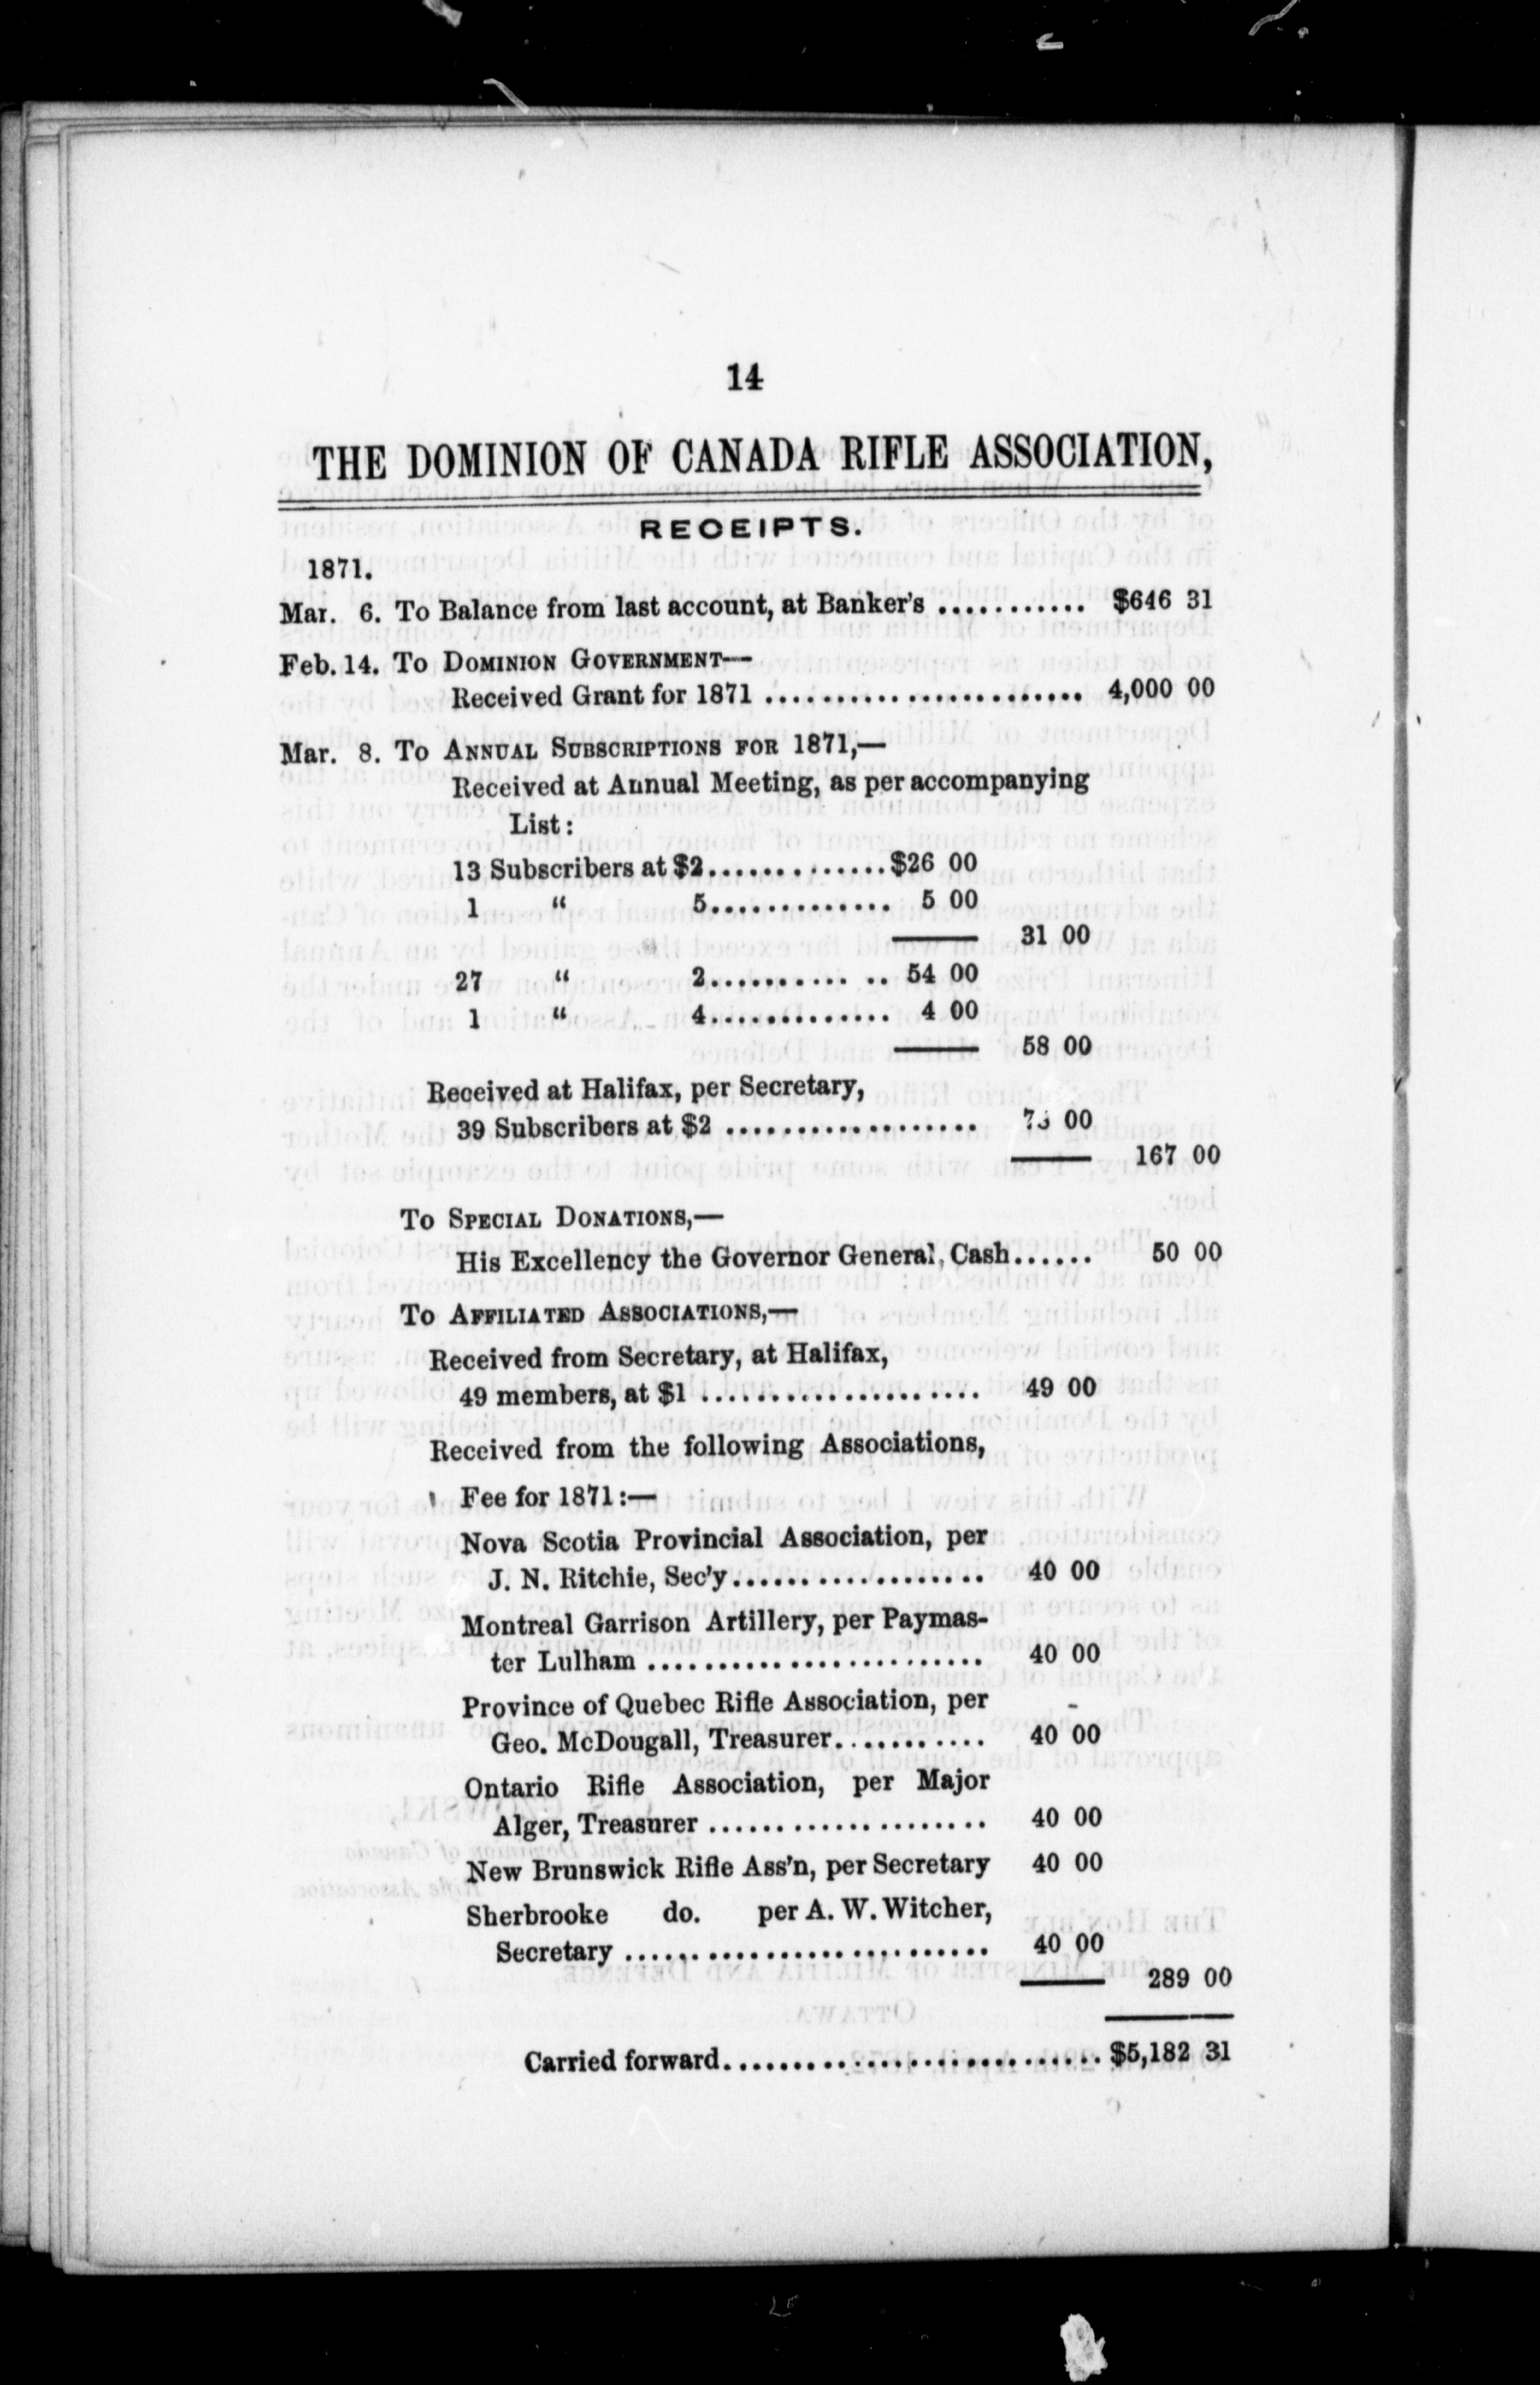 14
THE DOMINION OF CANADA RIFLE ASSOCIATION,
RECEIPTS.
1871.
Mar. 6. To Balance from last account, at Banker's ........... $646 31
Feb. 14. To DOMINION GOVERNMENT—
Received Grant for 1871 ....................... 4,000 00
Mar. 8. To ANNUAL SUBSCRIPTIONS FOR 1871,—
Received at Annual Meeting, as per accompanying
List:
13 Subscribers at $2.............$26 00
1 “ 5............. 5 00
31 00
27 “ 2.......... .. 54 00
1 “ 4............. 4 00
58 00
Received at Halifax, per Secretary,
39 Subscribers at $2 .................. 00
167 00
To SPECIAL DONATIONS,—
His Excellency the Governor General, Cash...... 50 00
To AFFILIATED ASSOCIATIONS,—
Received from Secretary, at Halifax,
49 members, at $1 .................... 49 00
Received from the following Associations,
Fee for 1871:—
Nova Scotia Provincial Association, per
J. N. Ritchie, Sec'y.................. 40 00
Montreal Garrison Artillery, per Paymas-
ter Lulham ........................ 40 00
Province of Quebec Rifle Association, per
Geo. McDougall, Treasurer........... 40 00
Ontario Rifle Association, per Major
Alger, Treasurer .................... 40 00
New Brunswick Rifle Ass'n, per Secretary 40 00
Sherbrooke do. per A. W. Witcher,
Secretary .......................... 40 00
289 00
Carried forward........................... $5,182 31